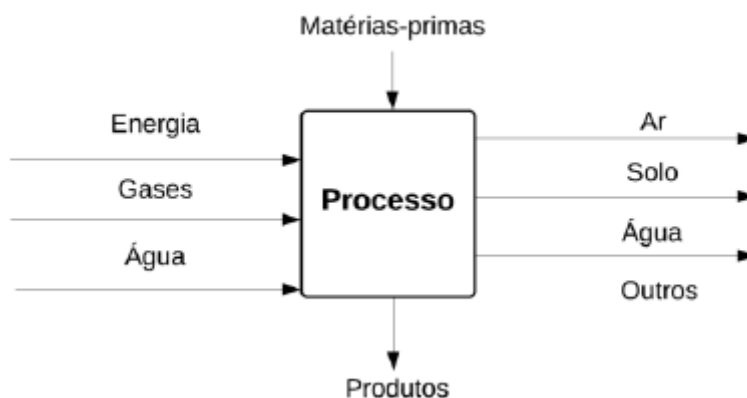 Matérias-primas
Energia
Gases
Água
Processo
Ar
Solo
Água
Outros
Produtos